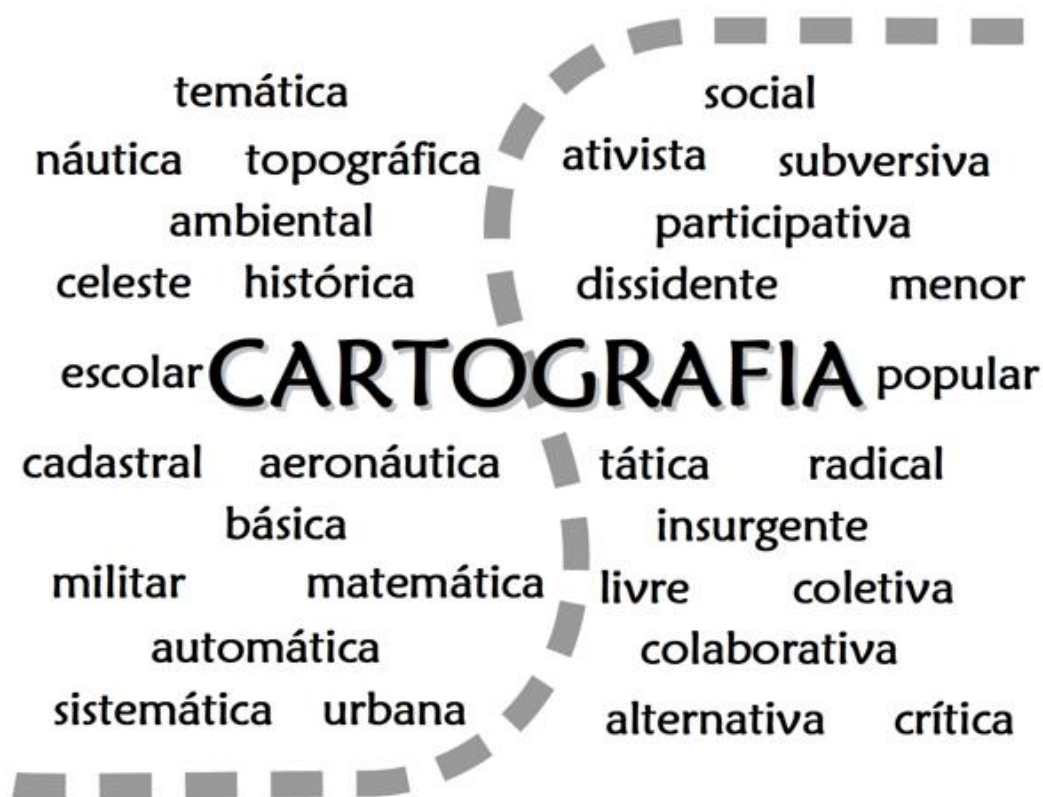 temática social
náutica topográfica ativista subversiva
ambiental participativa
celeste histórica dissidente menor
escolar CARTOGRAFIA popular
cadastral aeronáutica tática radical
básica insurgente
militar matemática livre coletiva
automática colaborativa
sistemática urbana alternativa crítica